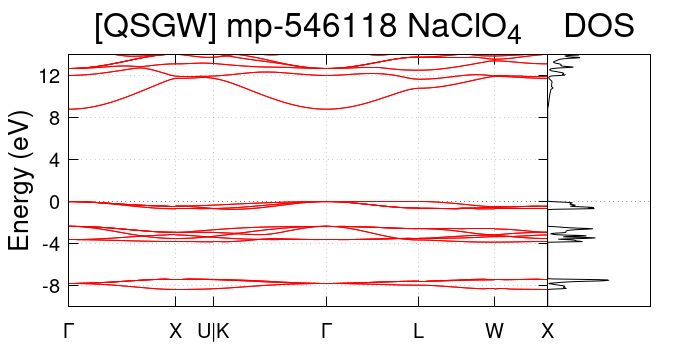 [QSGW] mp-546118 NaClO₄ DOS
Energy (eV)
12
8
4
0
-4
-8
Γ X U|K Γ L W X